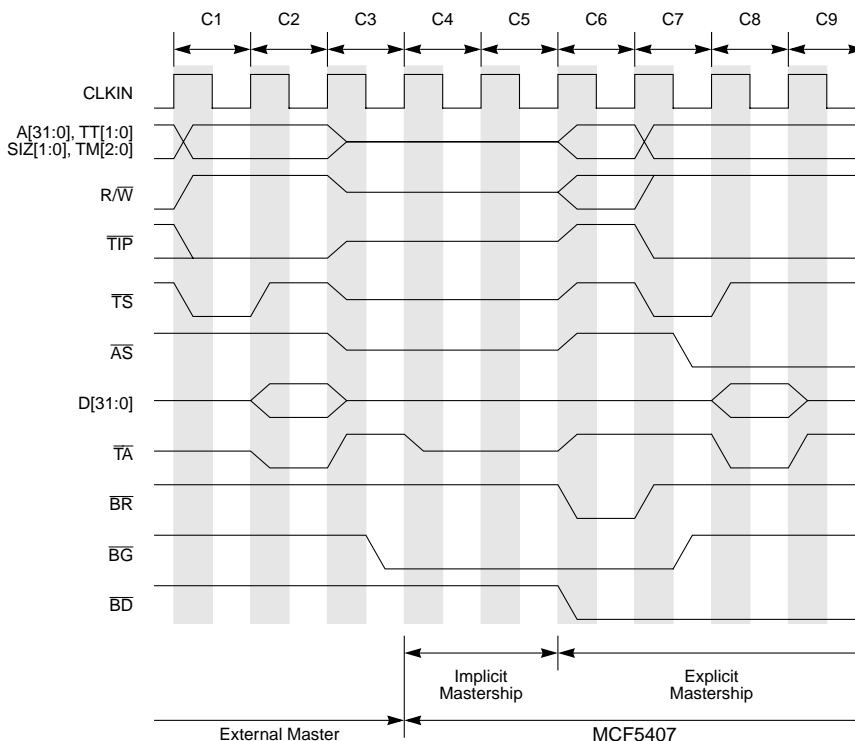 C1 C2 C3 C4 C5 C6 C7 C8 C9
CLKIN
A[31:0], TT[1:0]
SIZ[1:0], TM[2:0]
R/W
TIP
TS
AS
D[31:0]
TA
BR
BG
BD
Implicit
Mastership
Explicit
Mastership
External Master
MCF5407